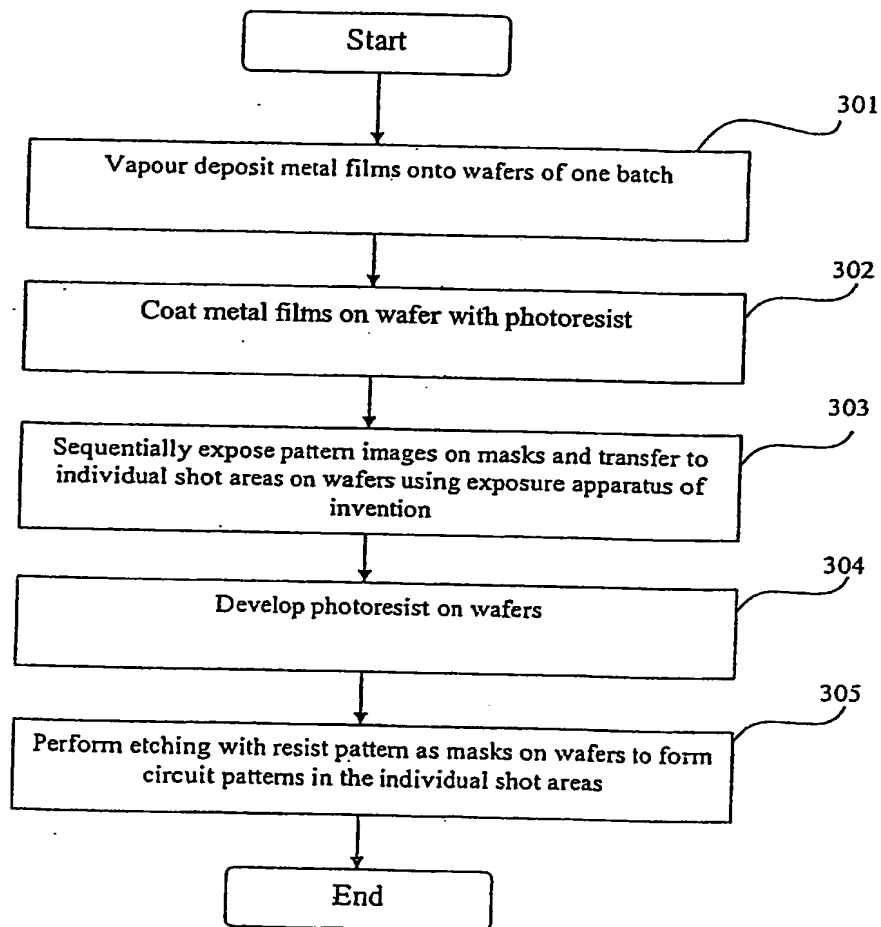 Start
301
Vapour deposit metal films onto wafers of one batch
302
Coat metal films on wafer with photoresist
303
Sequentially expose pattern images on masks and transfer to
individual shot areas on wafers using exposure apparatus of
invention
304
Develop photoresist on wafers
305
Perform etching with resist pattern as masks on wafers to form
circuit patterns in the individual shot areas
End